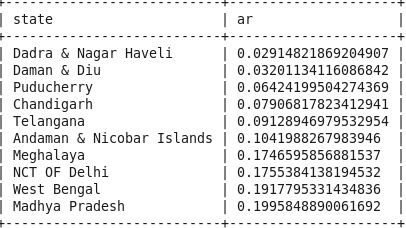 state | ar
Dadra & Nagar Haveli | 0.02914821869204907
Daman & Diu | 0.03201134116086842
Puducherry | 0.06424199504274369
Chandigarh | 0.07906817823412941
Telangana | 0.09128946979532954
Andaman & Nicobar Islands | 0.1041988267983946
Meghalaya | 0.1746595856881537
NCT OF Delhi | 0.1755384138194532
West Bengal | 0.1917795331434836
Madhya Pradesh | 0.1995848890061692